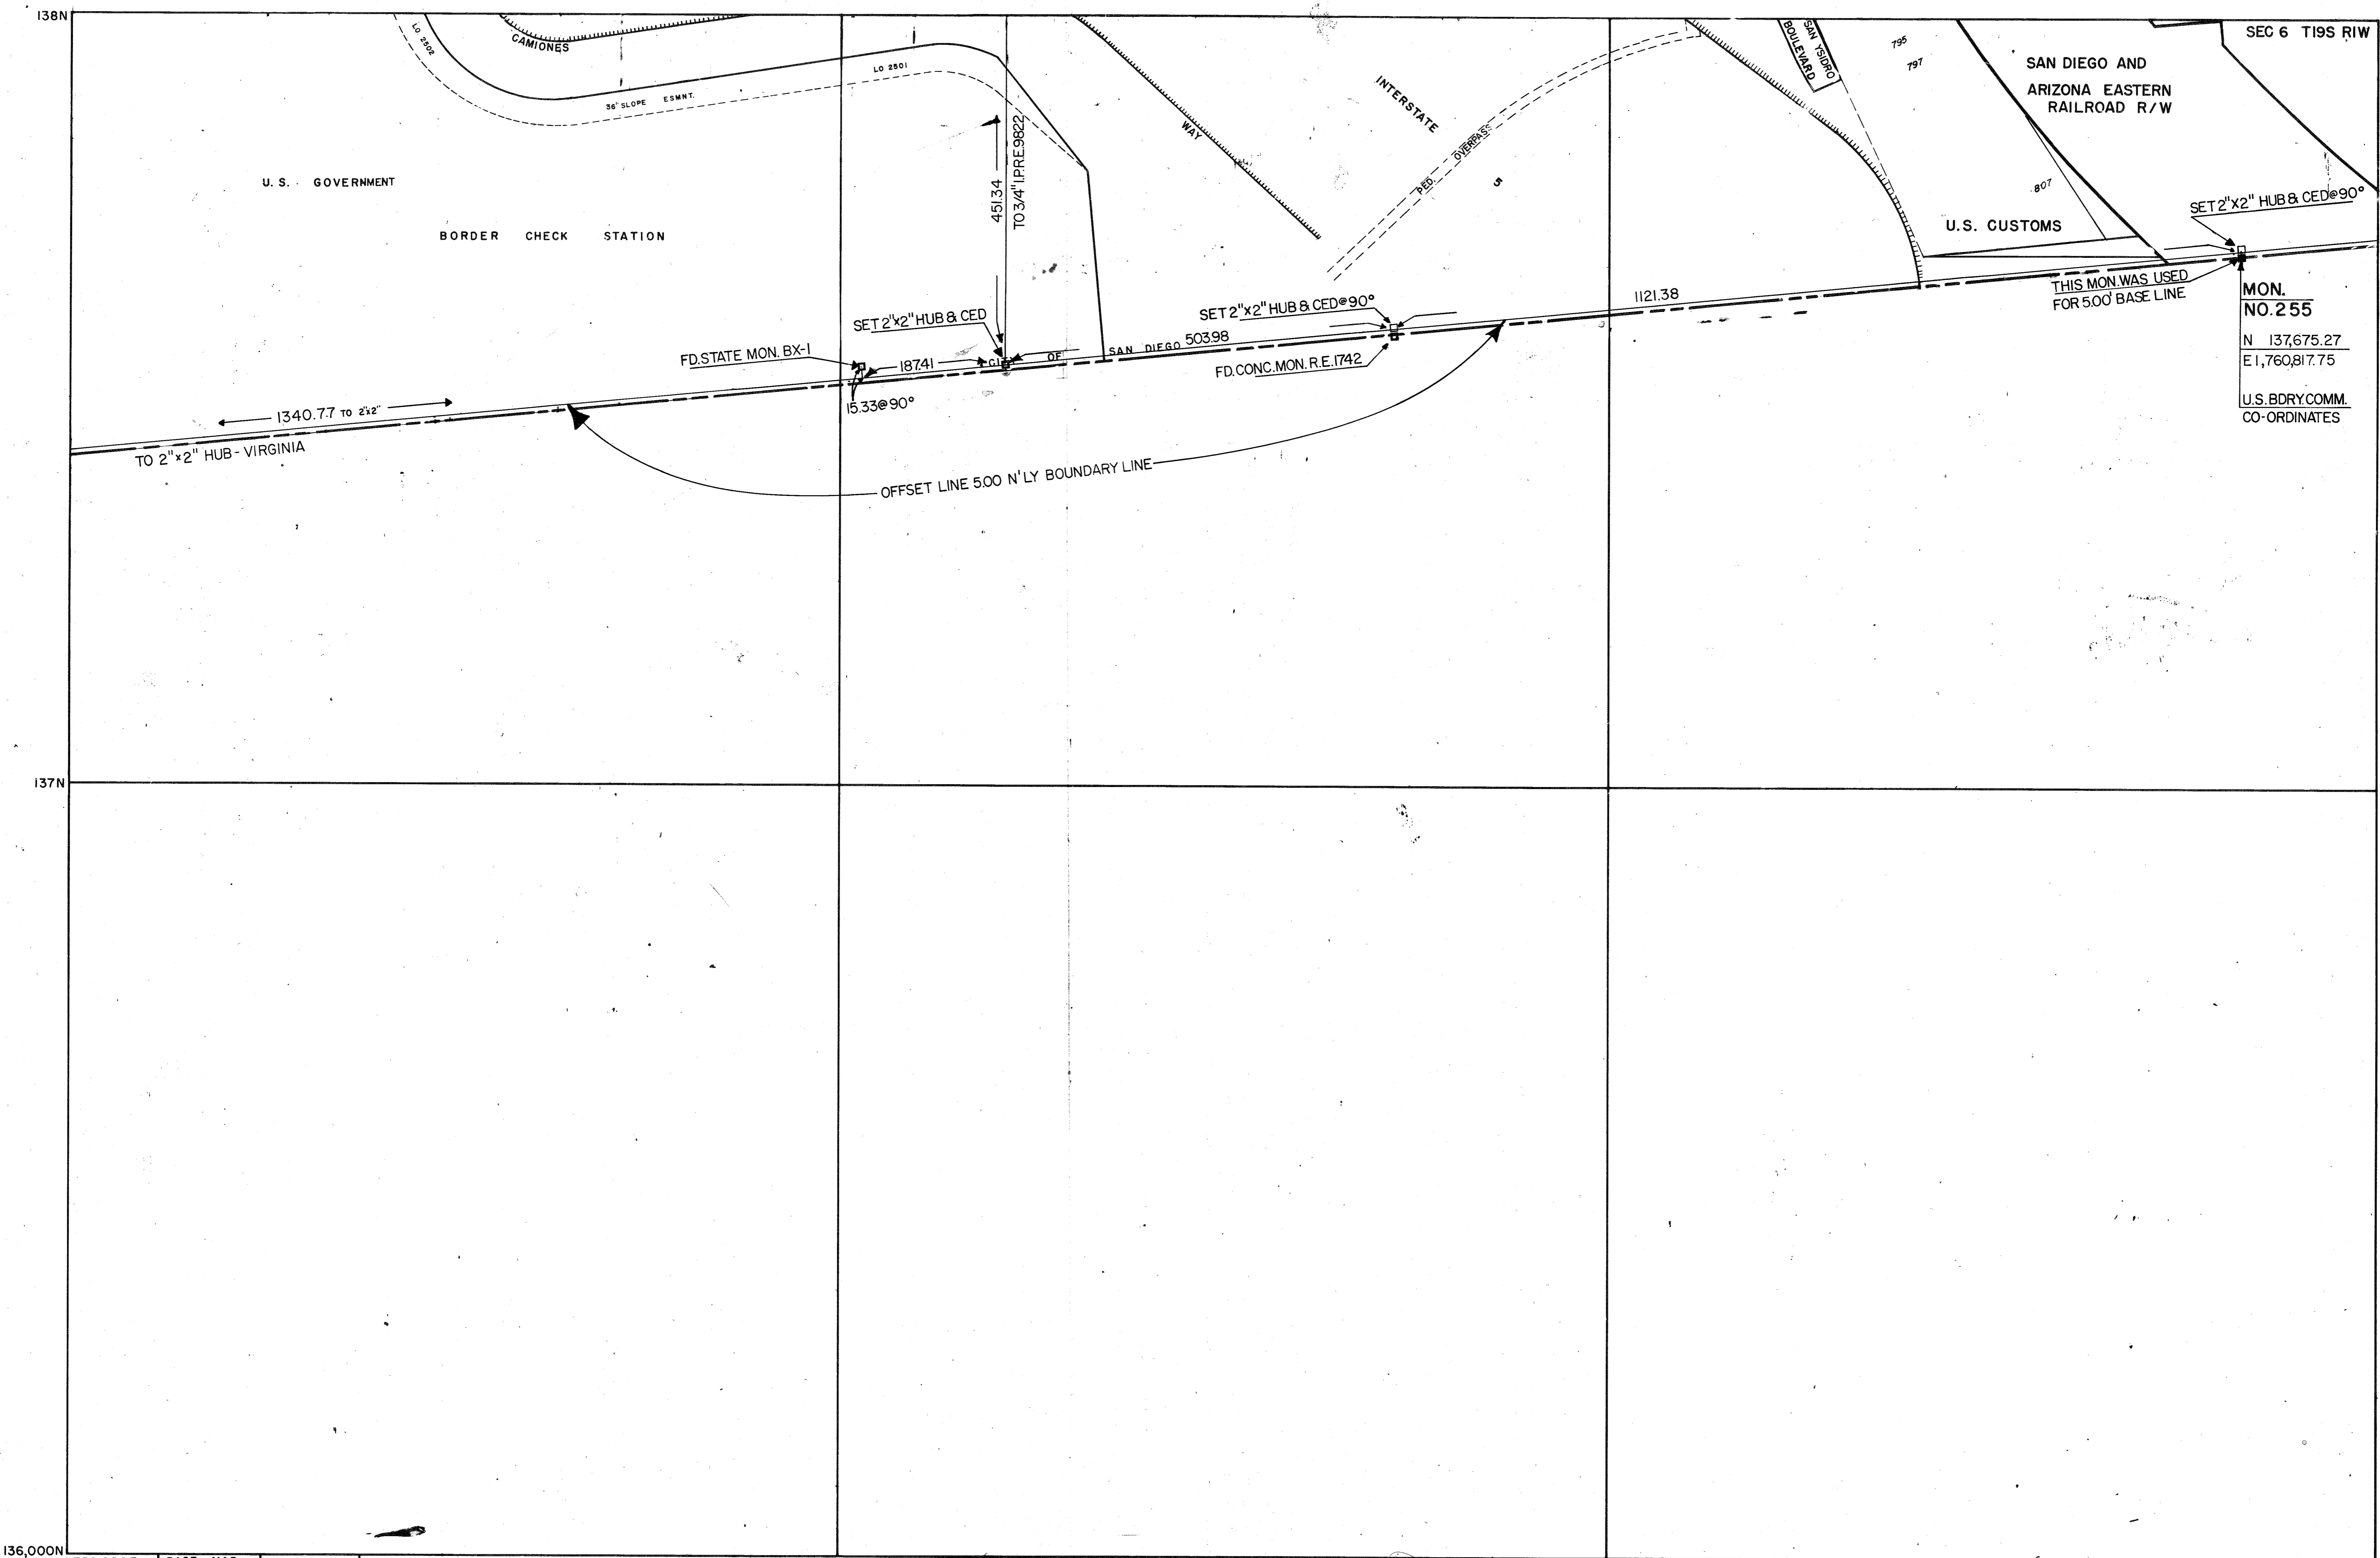 138N
LO 2502
CAMIONES
LO 2501
36' SLOPE ESMNT.
WAY
INTERSTATE
5
PED. OVERPASS
SAN YSIDRO
BOULEVARD
795
797
807
SAN DIEGO AND
ARIZONA EASTERN
RAILROAD R/W
SEC 6 T19S R1W
U.S. GOVERNMENT
BORDER CHECK STATION
451.34
TO 3/4" I.P.R.E.9822
U.S. CUSTOMS
SET 2"x2" HUB & CED@90°
THIS MON. WAS USED
FOR 5.00' BASE LINE
MON.
NO. 255
N 137,675.27
E 1,760,817.75
U.S. BDRY. COMM.
CO-ORDINATES
1121.38
SET 2"x2" HUB & CED@90°
SET 2"x2" HUB & CED
FD. STATE MON. BX-1
187.41
OF
SAN DIEGO
503.98
FD. CONC. MON. R.E.1742
15.33@90°
1340.77 TO 2"x2"
TO 2"x2" HUB - VIRGINIA
OFFSET LINE 5.00 N'LY BOUNDARY LINE
137N
136,000N